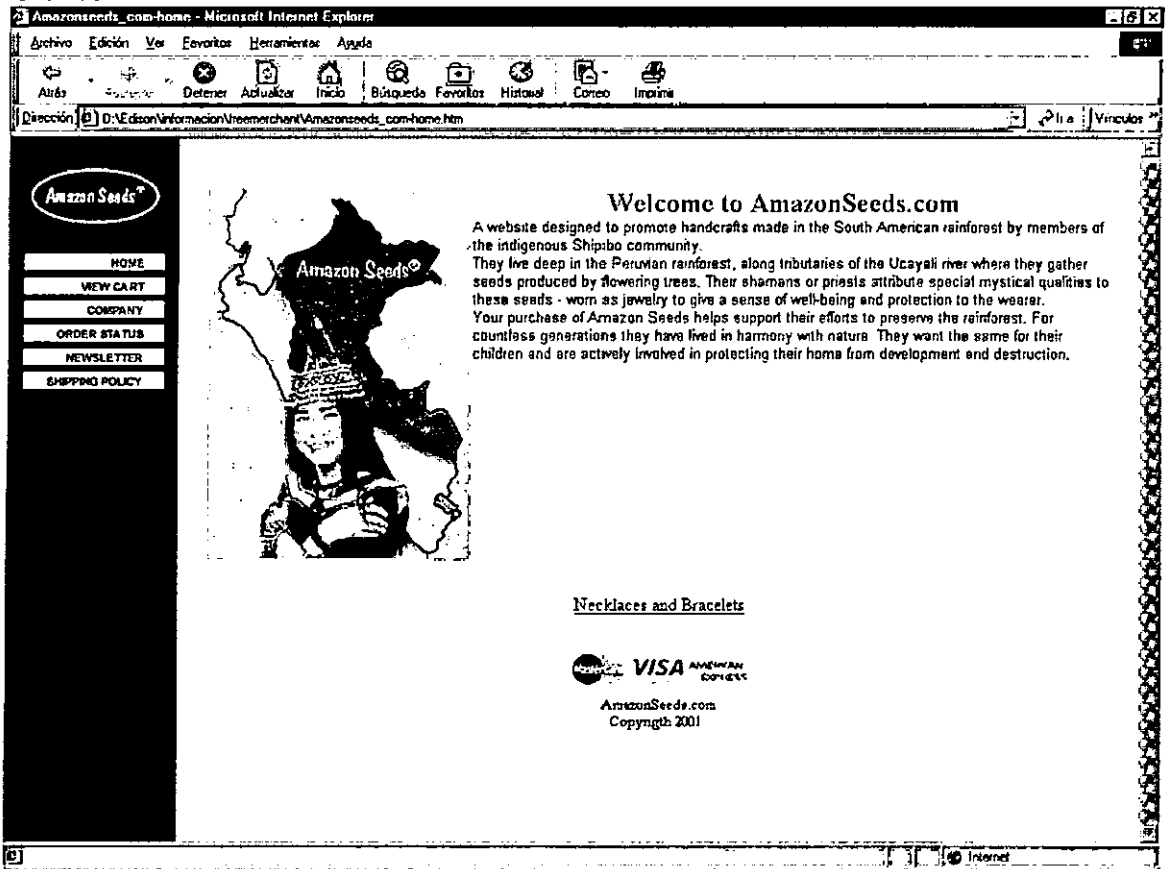 Amazonseeds_com-home - Microsoft Internet Explorer
Archivo Edición Ver Favoritos Herramientas Ayuda
Atrás Detener Actualizar Inicio Búsqueda Favoritos Historial Correo Imprimir
Dirección D:\Edison\informacion\freemerchant\Amazonseeds_com-home.htm Ir a Vínculos »
Amazon Seeds
HOME
VIEW CART
COMPANY
ORDER STATUS
NEWSLETTER
SHIPPING POLICY
Amazon Seeds®
Welcome to AmazonSeeds.com
A website designed to promote handcrafts made in the South American rainforest by members of
the indigenous Shipibo community.
They live deep in the Peruvian rainforest, along tributaries of the Ucayali river where they gather
seeds produced by flowering trees. Their shamans or priests attribute special mystical qualities to
these seeds - worn as jewelry to give a sense of well-being and protection to the wearer.
Your purchase of Amazon Seeds helps support their efforts to preserve the rainforest. For
countless generations they have lived in harmony with nature. They want the same for their
children and are actively involved in protecting their home from development and destruction.
Necklaces and Bracelets
MasterCard VISA AMERICAN EXPRESS
AmazonSeeds.com
Copyrigth 2001
Internet